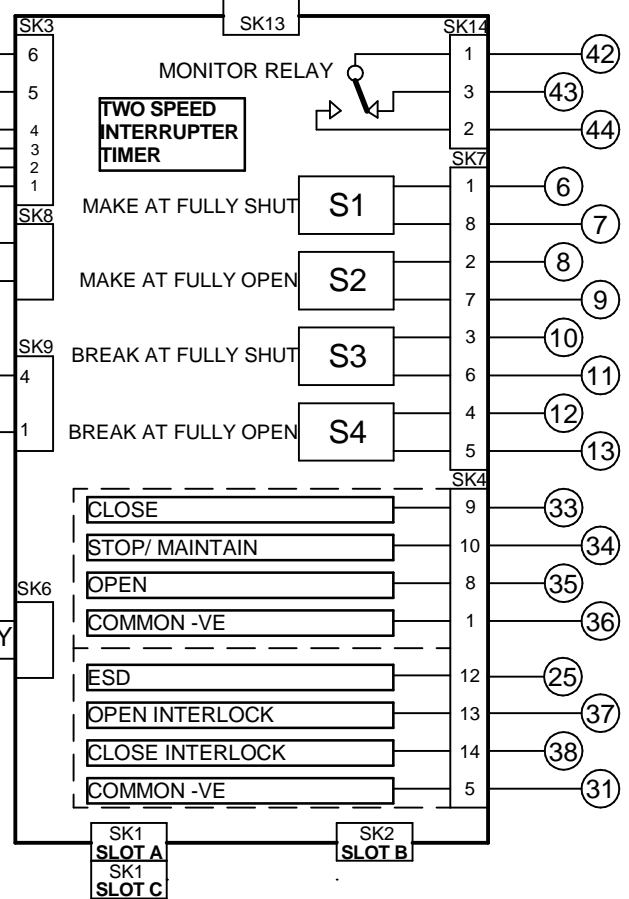 SK3
SK13
SK14
6
MONITOR RELAY
1
42
5
TWO SPEED
INTERRUPTER
TIMER
3
43
4
2
44
3
2
1
SK7
MAKE AT FULLY SHUT
S1
1
6
8
7
SK8
MAKE AT FULLY OPEN
S2
2
8
7
9
SK9
BREAK AT FULLY SHUT
S3
3
10
4
6
11
BREAK AT FULLY OPEN
S4
4
12
1
5
13
SK4
CLOSE
9
33
STOP/ MAINTAIN
10
34
SK6
OPEN
8
35
COMMON -VE
1
36
Y
ESD
12
25
OPEN INTERLOCK
13
37
CLOSE INTERLOCK
14
38
COMMON -VE
5
31
SK1
SLOT A
SK2
SLOT B
SK1
SLOT C